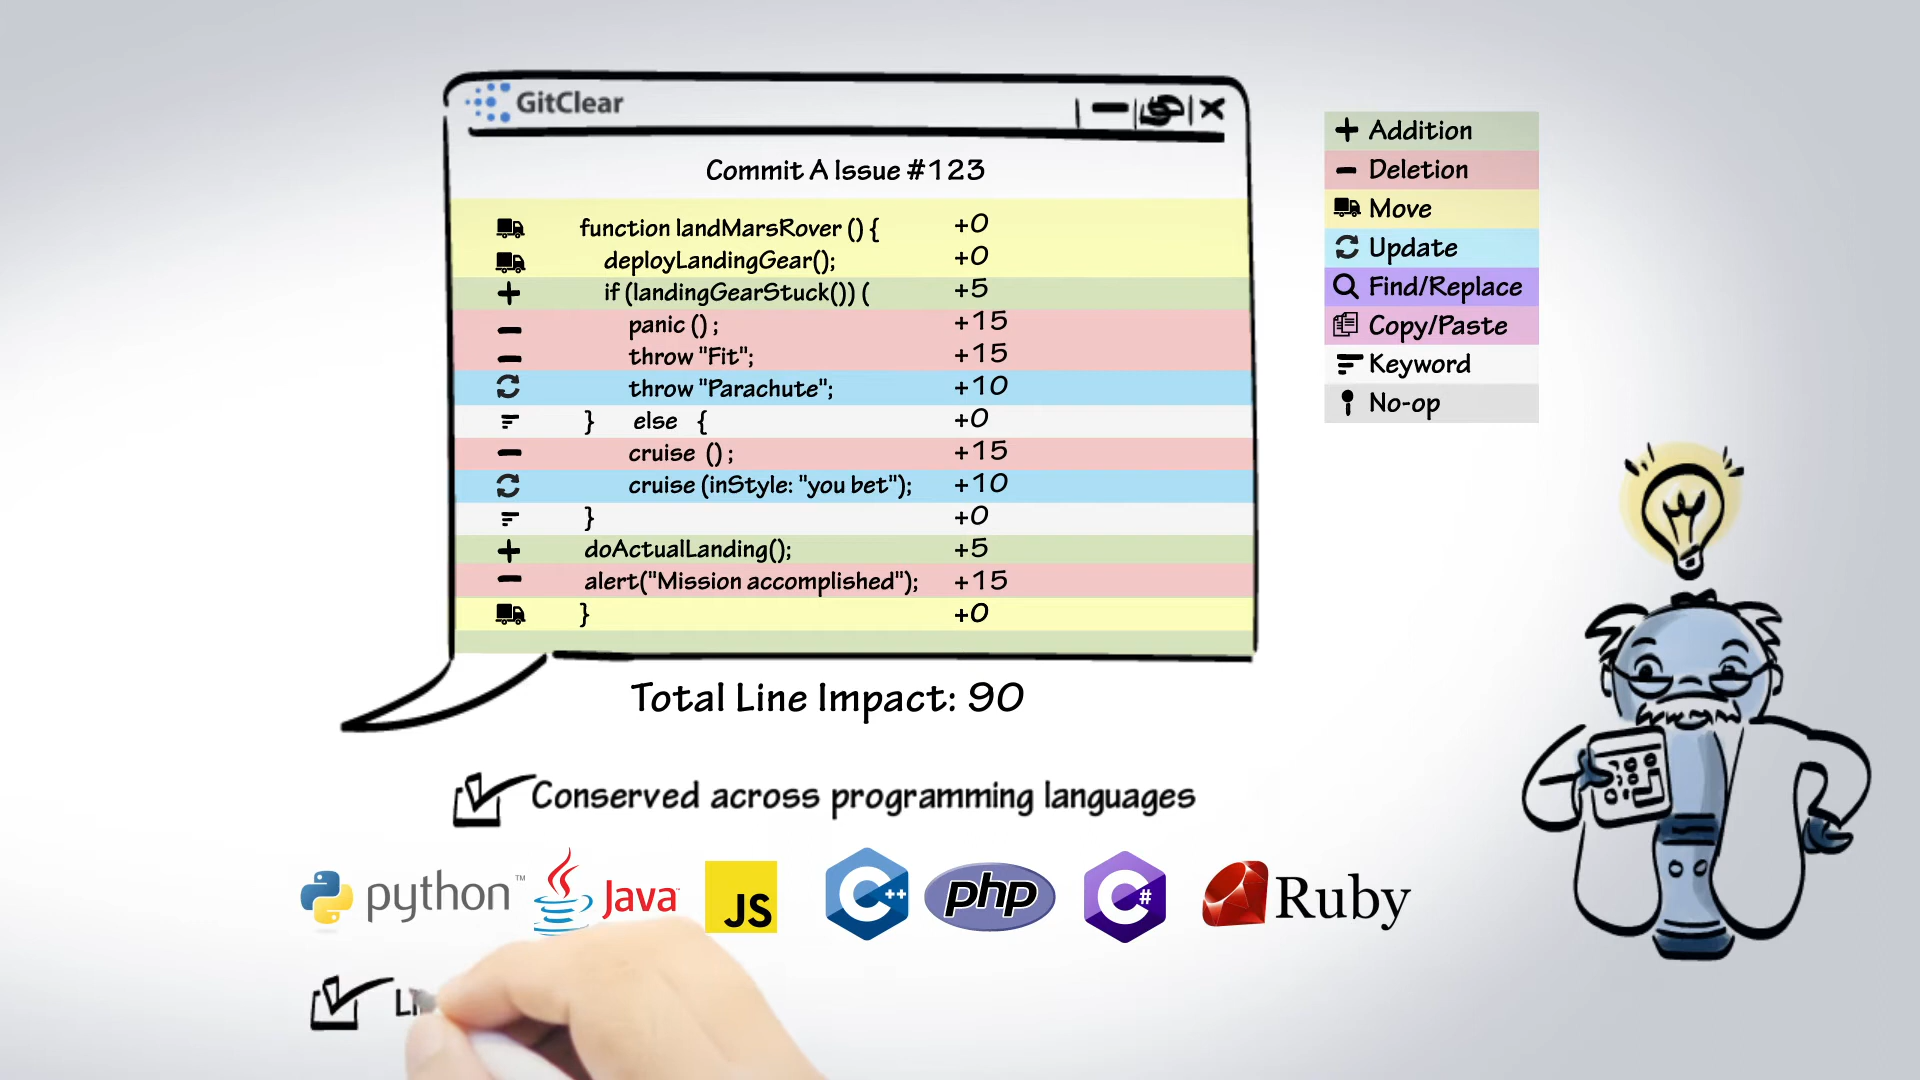 GitClear
Commit A Issue #123
function landMarsRover () { +0
deployLandingGear(); +0
if (landingGearStuck()) ( +5
panic () ; +15
throw "Fit"; +15
throw "Parachute"; +10
} else { +0
cruise () ; +15
cruise (inStyle: "you bet"); +10
} +0
doActualLanding(); +5
alert("Mission accomplished"); +15
} +0
Total Line Impact: 90
+ Addition
− Deletion
Move
Update
Find/Replace
Copy/Paste
Keyword
No-op
Conserved across programming languages
python™
Java™
JS
C++
php
C#
Ruby